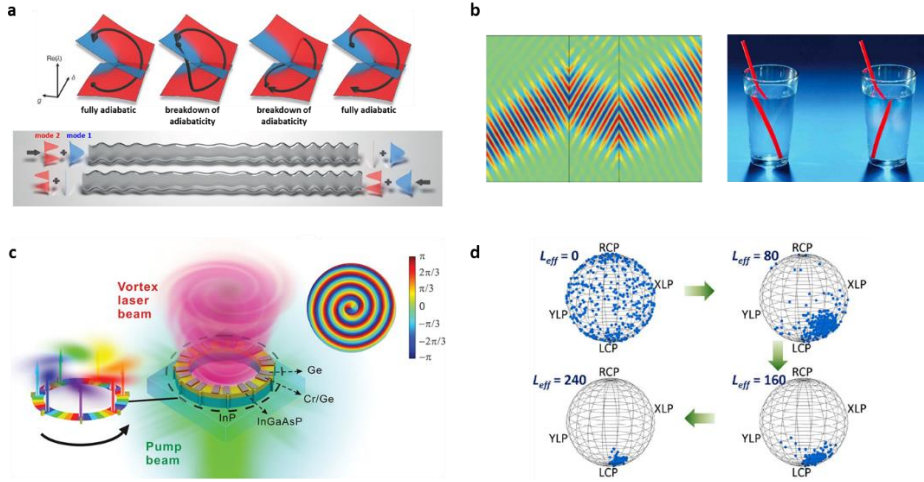 a
Re(λ)
δ
g
fully adiabatic
breakdown of
adiabaticity
breakdown of
adiabaticity
fully adiabatic
mode 2
mode 1
+
+
+
+
b
c
Vortex
laser
beam
π
2π/3
π/3
0
−π/3
−2π/3
−π
Ge
Cr/Ge
InGaAsP
InP
Pump
beam
d
L_eff = 0
RCP
XLP
YLP
LCP
L_eff = 80
RCP
XLP
YLP
LCP
L_eff = 240
RCP
XLP
YLP
LCP
L_eff = 160
RCP
XLP
YLP
LCP